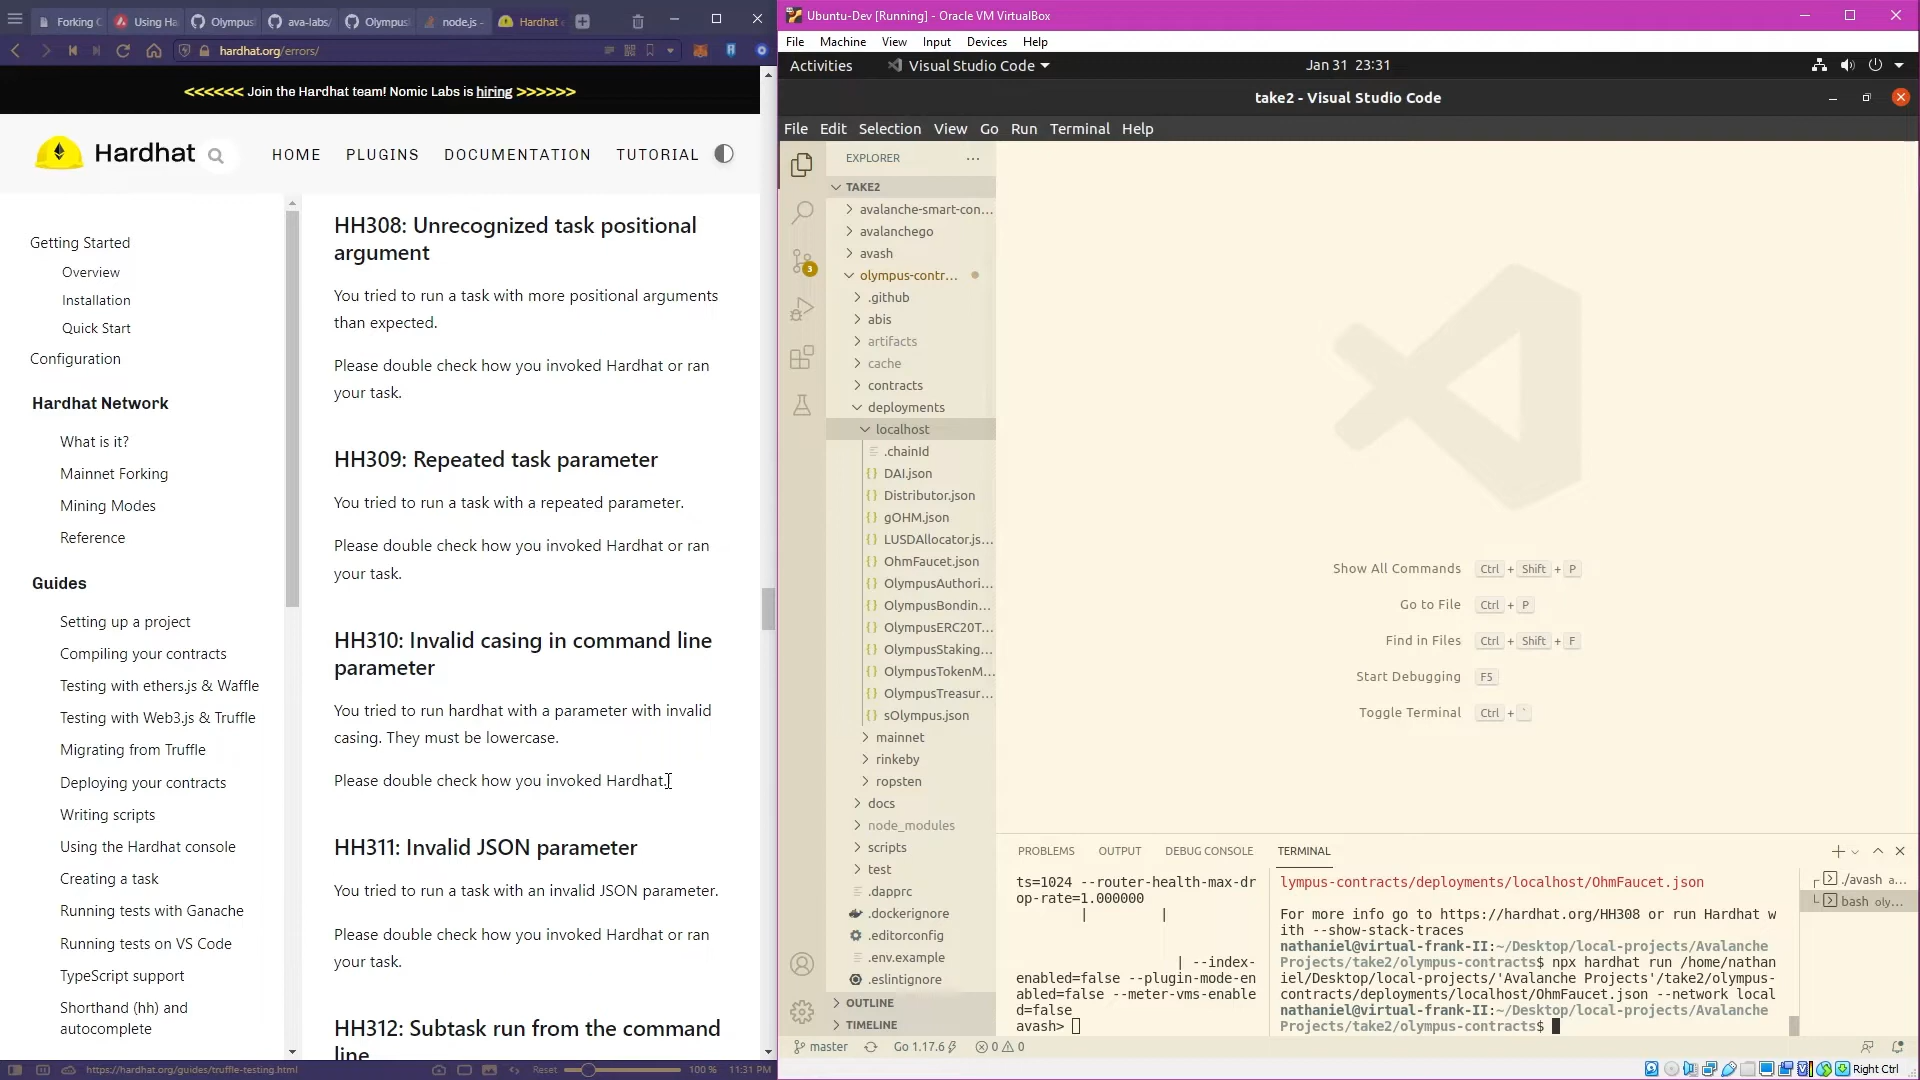 Forking C
Using Ha
Olympus
ava-labs/
Olympus
node.js -
Hardhat
hardhat.org/errors/
<<<<<< Join the Hardhat team! Nomic Labs is hiring >>>>>>
Hardhat
HOME PLUGINS DOCUMENTATION TUTORIAL
Getting Started
Overview
Installation
Quick Start
Configuration
Hardhat Network
What is it?
Mainnet Forking
Mining Modes
Reference
Guides
Setting up a project
Compiling your contracts
Testing with ethers.js & Waffle
Testing with Web3.js & Truffle
Migrating from Truffle
Deploying your contracts
Writing scripts
Using the Hardhat console
Creating a task
Running tests with Ganache
Running tests on VS Code
TypeScript support
Shorthand (hh) and
autocomplete
HH308: Unrecognized task positional
argument
You tried to run a task with more positional arguments
than expected.
Please double check how you invoked Hardhat or ran
your task.
HH309: Repeated task parameter
You tried to run a task with a repeated parameter.
Please double check how you invoked Hardhat or ran
your task.
HH310: Invalid casing in command line
parameter
You tried to run hardhat with a parameter with invalid
casing. They must be lowercase.
Please double check how you invoked Hardhat.
HH311: Invalid JSON parameter
You tried to run a task with an invalid JSON parameter.
Please double check how you invoked Hardhat or ran
your task.
HH312: Subtask run from the command
line
https://hardhat.org/guides/truffle-testing.html
Reset
100 %
11:31 PM
Ubuntu-Dev [Running] - Oracle VM VirtualBox
File Machine View Input Devices Help
Activities
Visual Studio Code
Jan 31 23:31
take2 - Visual Studio Code
File Edit Selection View Go Run Terminal Help
EXPLORER
...
TAKE2
avalanche-smart-con...
avalanchego
avash
olympus-contr...
.github
abis
artifacts
cache
contracts
deployments
localhost
.chainId
DAI.json
Distributor.json
gOHM.json
LUSDAllocator.js...
OhmFaucet.json
OlympusAuthori...
OlympusBondin...
OlympusERC20T...
OlympusStaking...
OlympusTokenM...
OlympusTreasur...
sOlympus.json
mainnet
rinkeby
ropsten
docs
node_modules
scripts
test
.dapprc
.dockerignore
.editorconfig
.env.example
.eslintignore
OUTLINE
TIMELINE
3
Show All Commands Ctrl + Shift + P
Go to File Ctrl + P
Find in Files Ctrl + Shift + F
Start Debugging F5
Toggle Terminal Ctrl + `
PROBLEMS OUTPUT DEBUG CONSOLE TERMINAL
ts=1024 --router-health-max-dr
op-rate=1.000000
| |
| --index-
enabled=false --plugin-mode-en
abled=false --meter-vms-enable
d=false
avash>
lympus-contracts/deployments/localhost/OhmFaucet.json
For more info go to https://hardhat.org/HH308 or run Hardhat w
ith --show-stack-traces
nathaniel@virtual-frank-II:~/Desktop/local-projects/Avalanche
Projects/take2/olympus-contracts$ npx hardhat run /home/nathan
iel/Desktop/local-projects/'Avalanche Projects'/take2/olympus-
contracts/deployments/localhost/OhmFaucet.json --network local
nathaniel@virtual-frank-II:~/Desktop/local-projects/Avalanche
Projects/take2/olympus-contracts$
./avash a...
bash oly...
master
Go 1.17.6
0
0
Right Ctrl